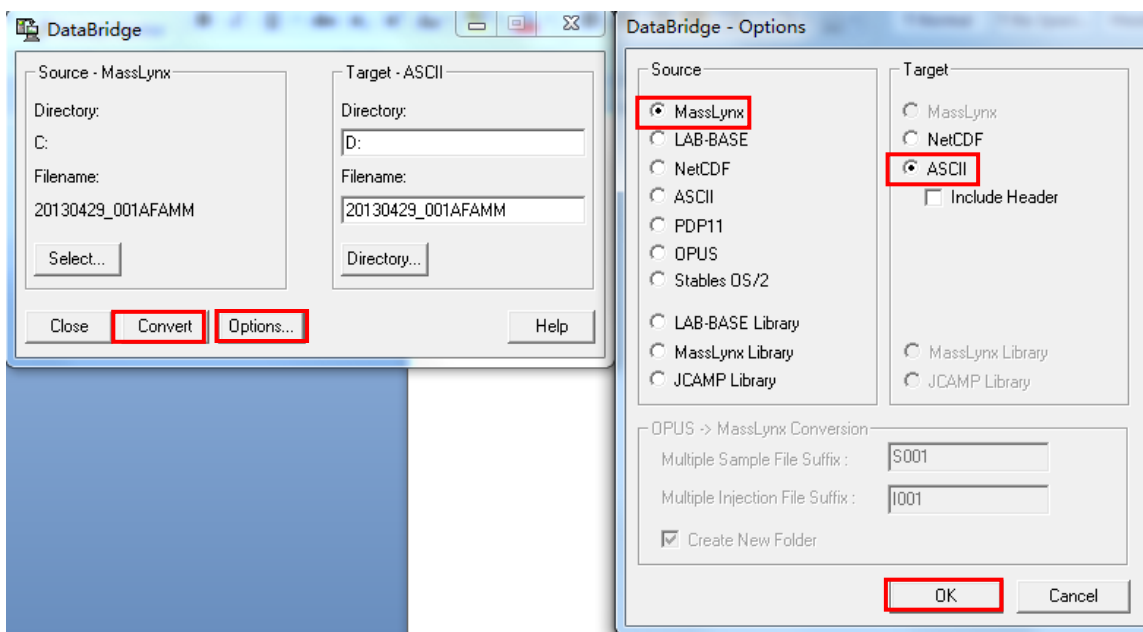 DataBridge
Source - MassLynx
Directory:
C:
Filename:
20130429_001AFAMM
Select...
Target - ASCII
Directory:
D:
Filename:
20130429_001AFAMM
Directory...
Close
Convert
Options...
Help
DataBridge - Options
Source
MassLynx
LAB-BASE
NetCDF
ASCII
PDP11
OPUS
Stables OS/2
LAB-BASE Library
MassLynx Library
JCAMP Library
Target
MassLynx
NetCDF
ASCII
Include Header
MassLynx Library
JCAMP Library
OPUS -> MassLynx Conversion
Multiple Sample File Suffix :
S001
Multiple Injection File Suffix :
I001
Create New Folder
OK
Cancel